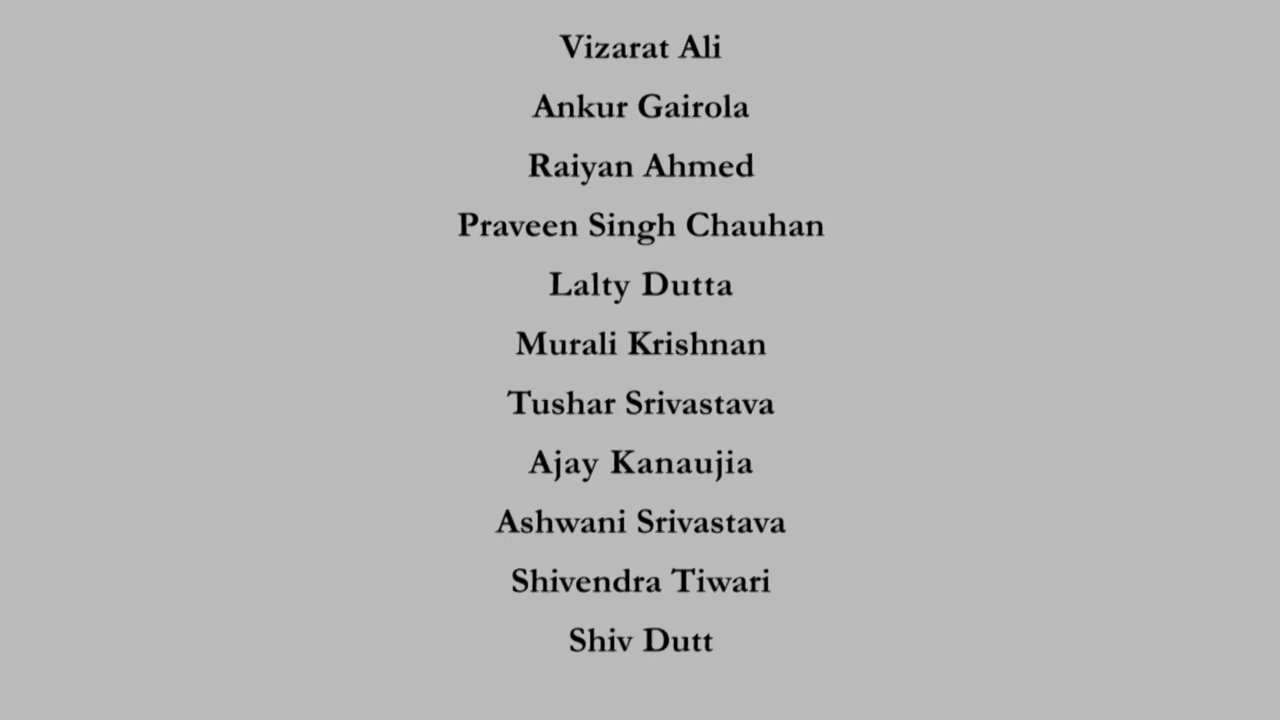 Vizarat Ali
Ankur Gairola
Raiyan Ahmed
Praveen Singh Chauhan
Lalty Dutta
Murali Krishnan
Tushar Srivastava
Ajay Kanaujia
Ashwani Srivastava
Shivendra Tiwari
Shiv Dutt